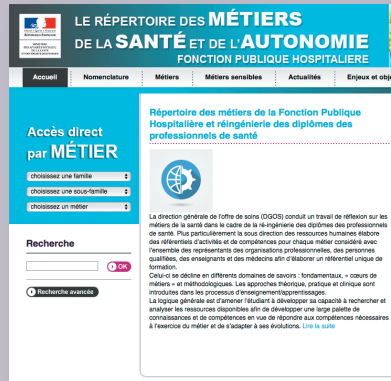 LE RÉPERTOIRE DES MÉTIERS
DE LA SANTÉ ET DE L'AUTONOMIE
FONCTION PUBLIQUE HOSPITALIERE
Accueil
Nomenclature
Métiers
Métiers sensibles
Actualités
Enjeux et obje
Accès direct
par MÉTIER
choisissez une famille
choisissez une sous-famille
choisissez un métier
Recherche
OK
Recherche avancée
Répertoire des métiers de la Fonction Publique
Hospitalière et réingénierie des diplômes des
professionnels de santé
La direction générale de l'offre de soins (DGOS) conduit un travail de réflexion sur les
métiers de la santé dans le cadre de la ré-ingénierie des diplômes des professionnels
de santé. Plus particulièrement la sous direction des ressources humaines élabore
des référentiels d'activités et de compétences pour chaque métier considéré avec
l'ensemble des représentants des organisations professionnelles, des personnes
qualifiées, des enseignants et des médecins afin d'élaborer un référentiel unique de
formation.
Celui-ci se décline en différents domaines de savoirs : fondamentaux, « cœurs de
métiers » et méthodologiques. Les approches théorique, pratique et clinique sont
introduites dans les processus d'enseignement/apprentissages.
La logique générale est d'amener l'étudiant à développer sa capacité à rechercher et
analyser les ressources disponibles afin de développer une large palette de
connaissances et de compétences en vue de répondre aux compétences nécessaires
à l'exercice du métier et de s'adapter à ses évolutions. Lire la suite